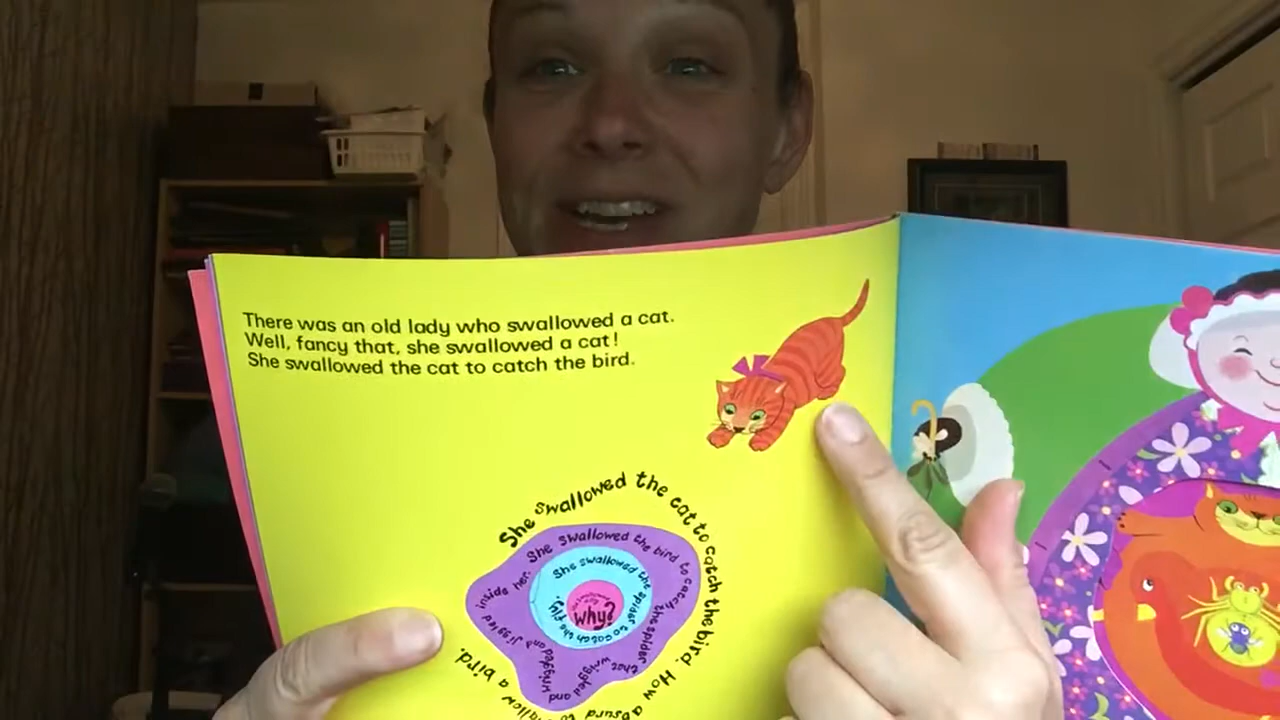 There was an old lady who swallowed a cat.
Well, fancy that, she swallowed a cat!
She swallowed the cat to catch the bird.
She swallowed the cat to catch the bird. How absurd to swallow a bird.
She swallowed the bird to catch the spider that wriggled and wriggled and jiggled inside her.
She swallowed the spider to catch the fly.
why?